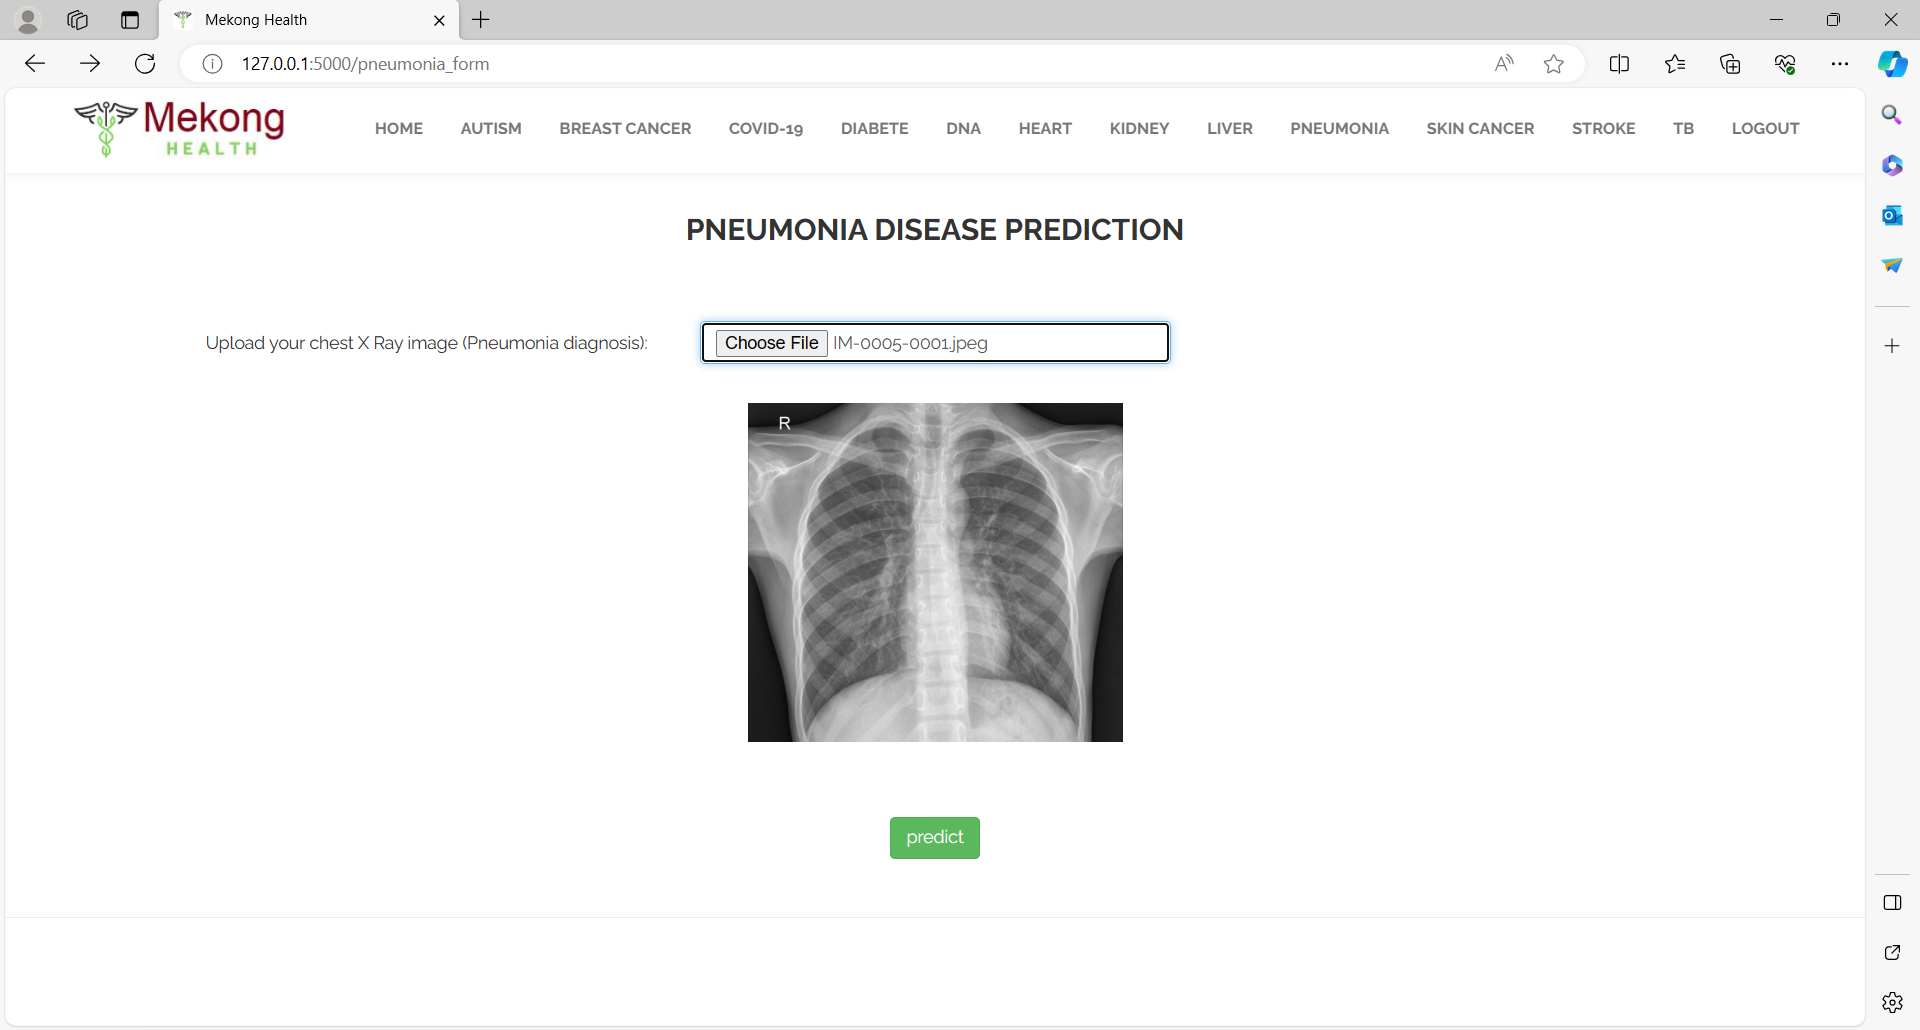 Mekong Health
127.0.0.1:5000/pneumonia_form
Mekong
HEALTH
HOME AUTISM BREAST CANCER COVID-19 DIABETE DNA HEART KIDNEY LIVER PNEUMONIA SKIN CANCER STROKE TB LOGOUT
PNEUMONIA DISEASE PREDICTION
Upload your chest X Ray image (Pneumonia diagnosis): Choose File IM-0005-0001.jpeg
R
predict